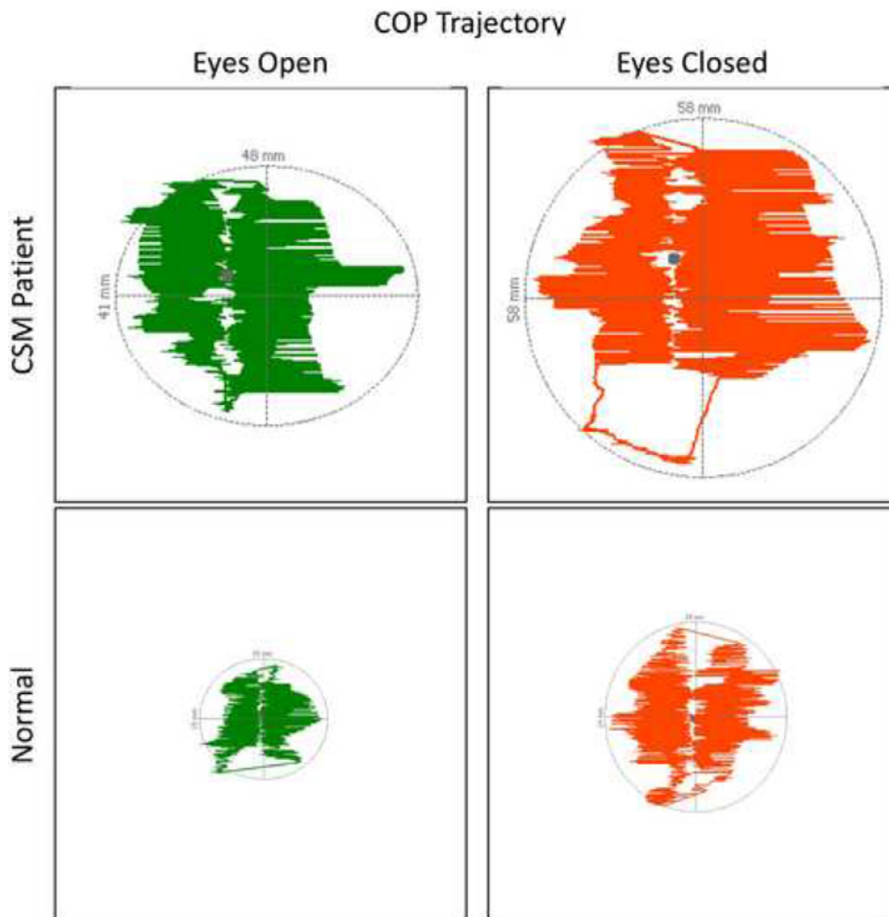 COP Trajectory
Eyes Open
Eyes Closed
CSM Patient
48 mm
41 mm
58 mm
58 mm
Normal